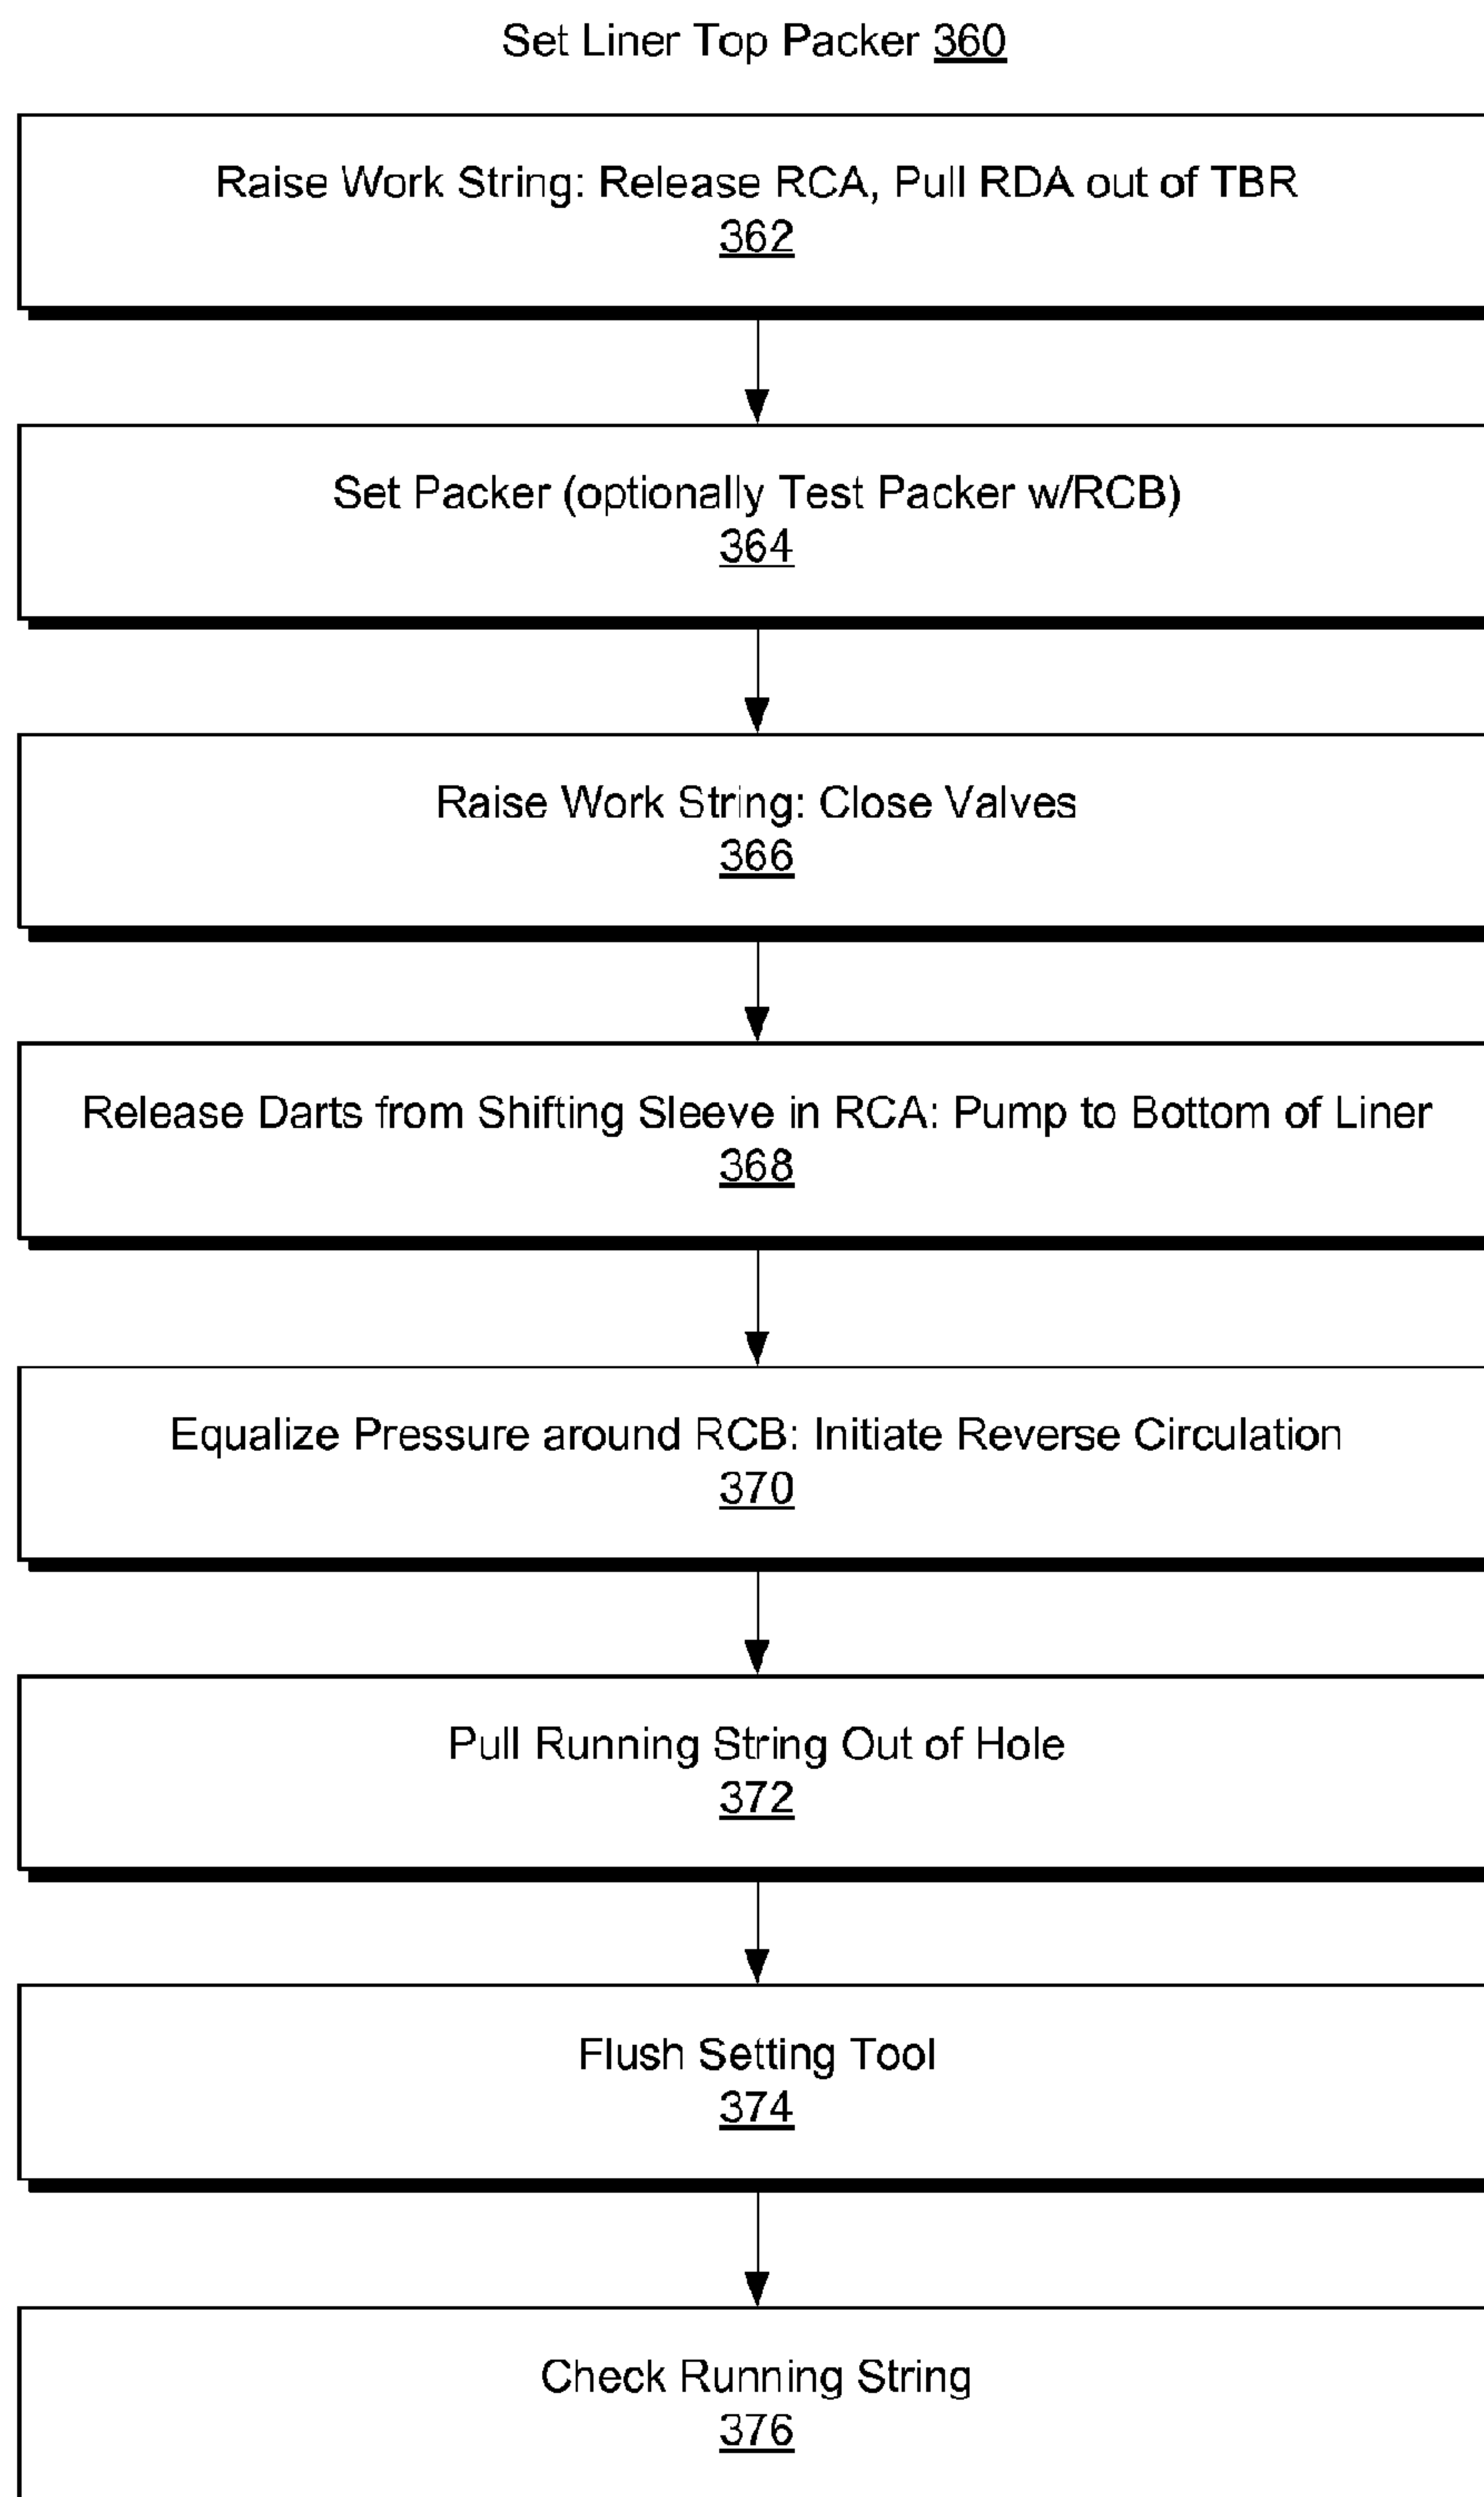 Set Liner Top Packer 360
Raise Work String: Release RCA, Pull RDA out of TBR
362
Set Packer (optionally Test Packer w/RCB)
364
Raise Work String: Close Valves
366
Release Darts from Shifting Sleeve in RCA: Pump to Bottom of Liner
368
Equalize Pressure around RCB: Initiate Reverse Circulation
370
Pull Running String Out of Hole
372
Flush Setting Tool
374
Check Running String
376